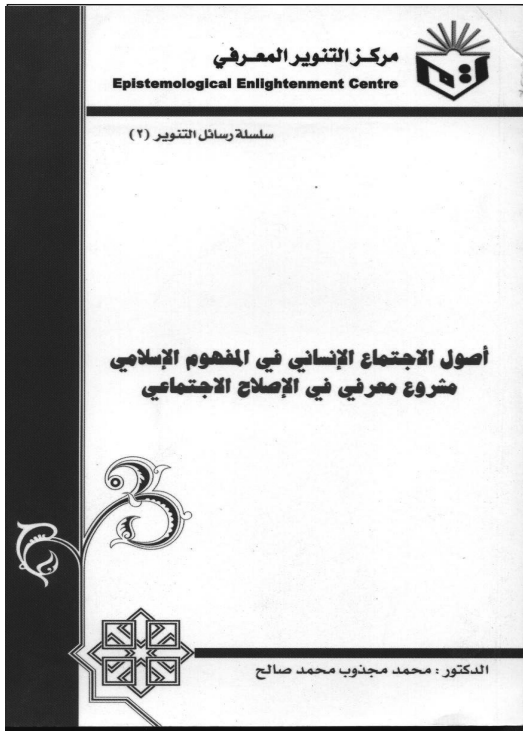 مركز التنوير المعرفي
Epistemological Enlightenment Centre
سلسلة رسائل التنوير (٢)
أصول الاجتماع الإنساني في المفهوم الإسلامي
مشروع معرفي في الإصلاح الاجتماعي
الدكتور : محمد مجذوب محمد صالح